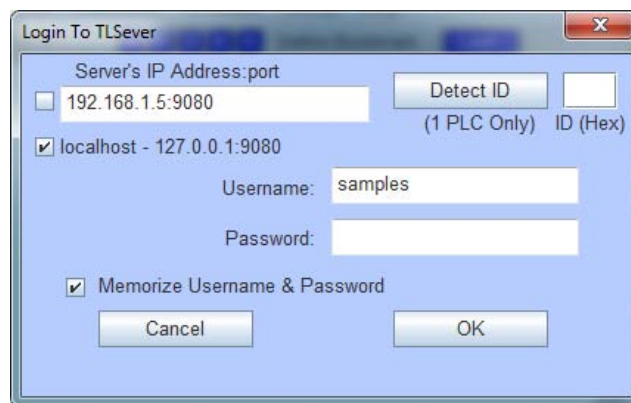 Login To TLSever
Server's IP Address:port
192.168.1.5:9080
Detect ID
(1 PLC Only) ID (Hex)
localhost - 127.0.0.1:9080
Username: samples
Password:
Memorize Username & Password
Cancel OK